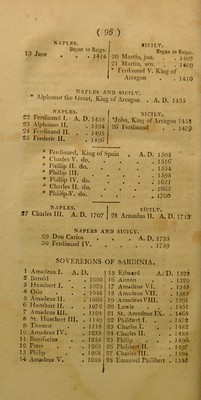 ( 96 )
NAPLES.
Began to Reign.
19 Jane . . . 1414
SICILY.
Began to Reign.
20 Martin, jun. . 1402
21 Martin, sen. . 1409
* Ferdinand V. King of
Arragon . 1410
NAPLES AND SICILY.
* Alphonso the Great, King of Arragon . A. D. 1435
NAPLES.
22 Ferdinand I. A. D. 1458
23 Alphonso II. . 1494
24 Ferdinand II. . 1495
25 Frederic II. . 1496
SICILY.
*John, King of Arragon 1458
26 Ferdinand . 1479
* Ferdinand, King of Spain . A. D. 1504
* Charles V. do. . 1516
* Philip II. do. . 1554
* Philip III. . 1598
* Philip IV. do. . 1621
* Charles II. do. . 1665
* Philip V. do. . 1700
NAPLES.
27 Charles III. A. D. 1707
SICILY.
28 Amandus II. A. D. 1713
NAPLES AND SICILY.
29 Don Carlos . A. D. 1735
30 Ferdinand IV. . 1759
SOVEREIGNS OF SARDINIA.
1 Amadeus I. A. D.
2 Berold . 1000
3 Humbert I. . 1025
4 Otho . 1048
5 Amadeus II. . 1060
6 Humbert II. . 1072
7 Amadeus III. . 1108
8 St. Humbert III. . 1149
9 Thomas . 1188
10 Amadeus IV. . 1233
11 Bonifacius . 1253
12 Peter . 1263
13 Philip . 1268
14 Amadeus V. . 1285
15 Edward A. D. 1323
16 Aimon . 1329
17 Amadeus VI. . 1343
18 Amadeus VII. . 1383
19 Amadeus VIII. . 1391
20 Lewis . 1451
21 St. Amadeus IX. . 1465
22 Philibert I. . 1472
23 Charles I. . 1482
24 Charles II. . 1489
25 Philip . 1496
26 Philibert II. . 1497
27 Charles III. . 1504
28 Emanuel Philibert . 1553